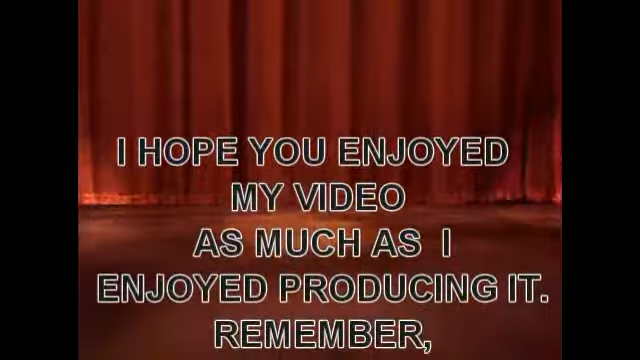 I HOPE YOU ENJOYED
MY VIDEO
AS MUCH AS I
ENJOYED PRODUCING IT.
REMEMBER,